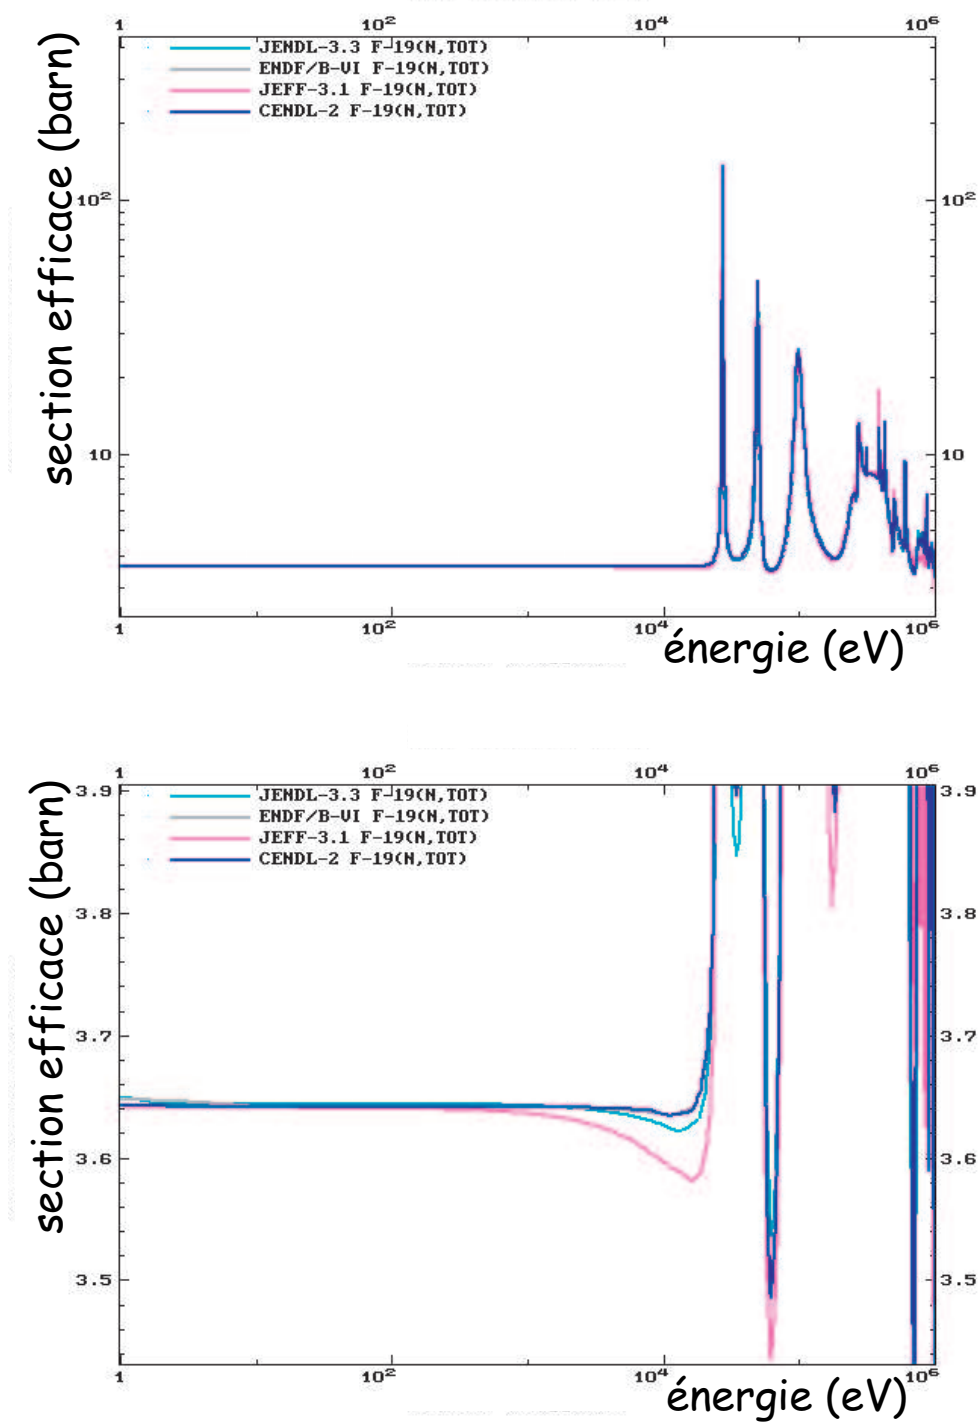 1 10² 10⁴ 10⁶
JENDL-3.3 F-19(N,TOT)
ENDF/B-VI F-19(N,TOT)
JEFF-3.1 F-19(N,TOT)
CENDL-2 F-19(N,TOT)
section efficace (barn)
10² 10²
10 10
1 10² 10⁴ 10⁶
énergie (eV)
1 10² 10⁴ 10⁶
3.9 3.9
JENDL-3.3 F-19(N,TOT)
ENDF/B-VI F-19(N,TOT)
JEFF-3.1 F-19(N,TOT)
CENDL-2 F-19(N,TOT)
section efficace (barn)
3.8 3.8
3.7 3.7
3.6 3.6
3.5 3.5
1 10² 10⁴ 10⁶
énergie (eV)